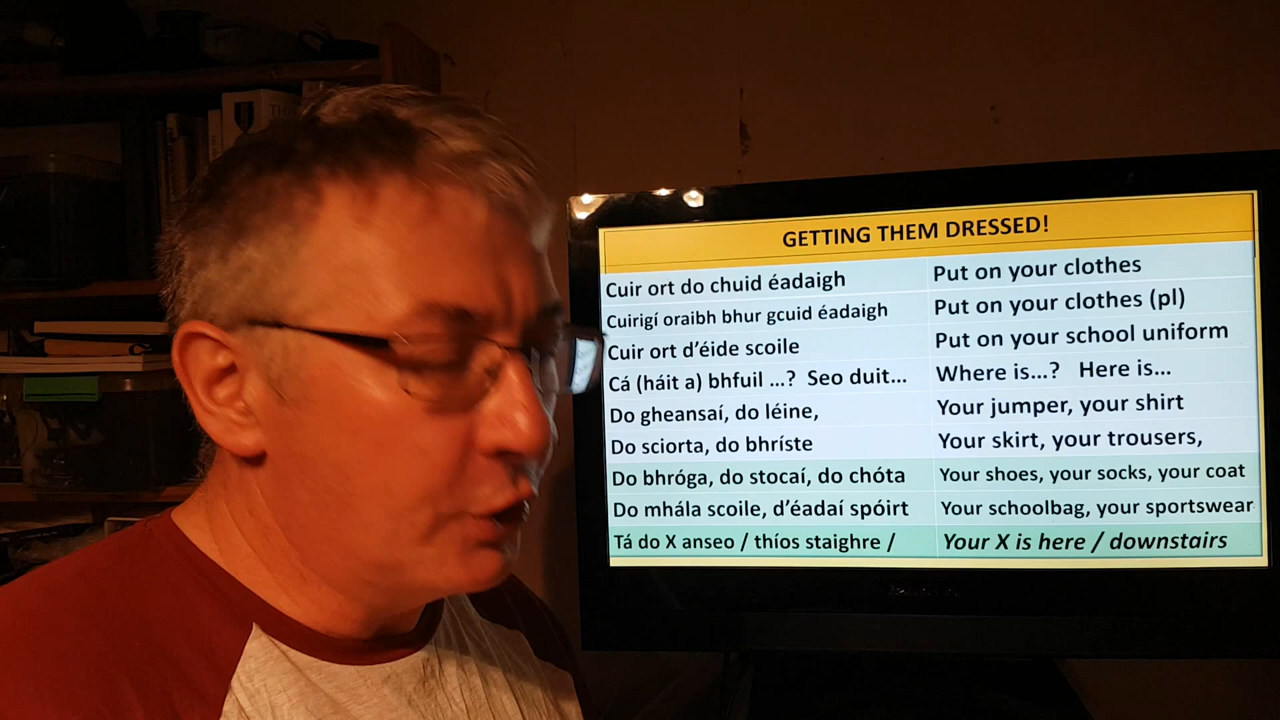 GETTING THEM DRESSED!
Cuir ort do chuid éadaigh Put on your clothes
Cuirigí oraibh bhur gcuid éadaigh Put on your clothes (pl)
Cuir ort d'éide scoile Put on your school uniform
Cá (háit a) bhfuil ...? Seo duit... Where is...? Here is...
Do gheansaí, do léine, Your jumper, your shirt
Do sciorta, do bhríste Your skirt, your trousers,
Do bhróga, do stocaí, do chóta Your shoes, your socks, your coat
Do mhála scoile, d'éadaí spóirt Your schoolbag, your sportswear
Tá do X anseo / thíos staighre / Your X is here / downstairs